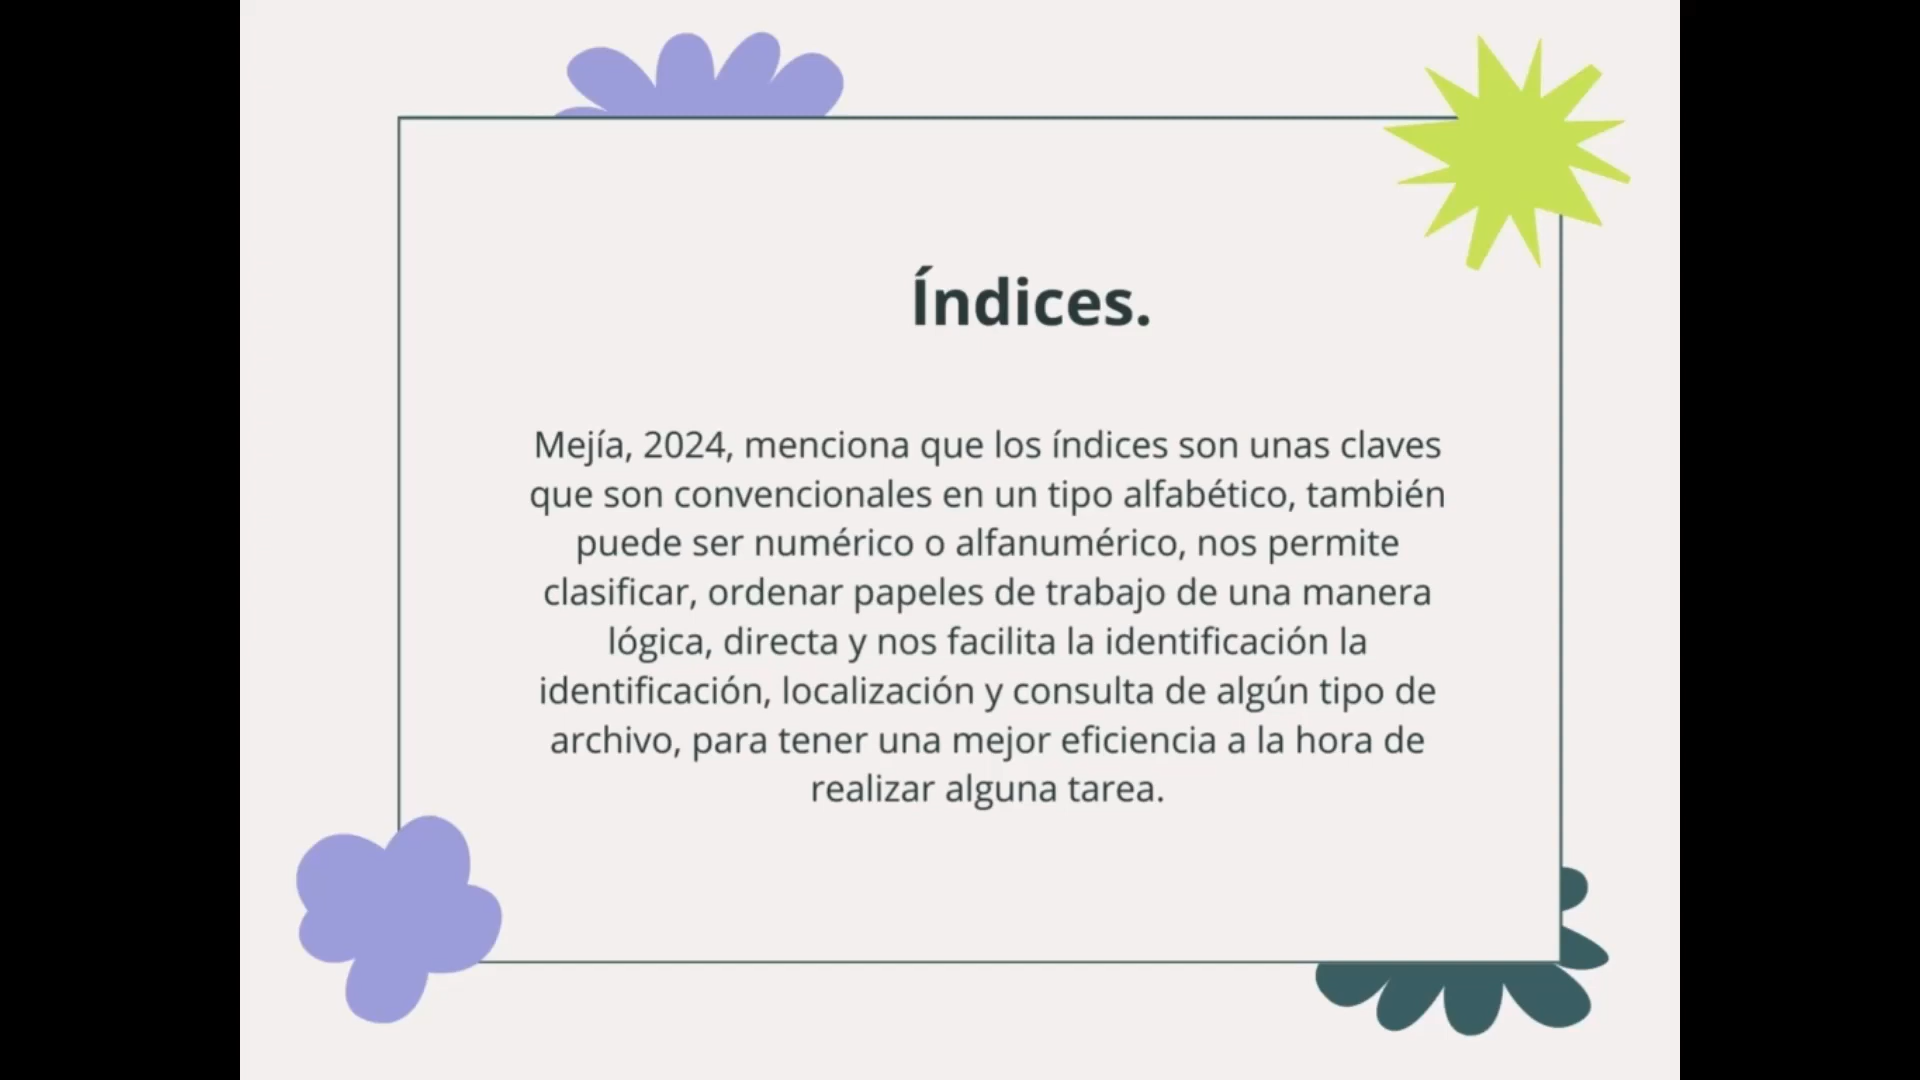 Índices.
Mejía, 2024, menciona que los índices son unas claves
que son convencionales en un tipo alfabético, también
puede ser numérico o alfanumérico, nos permite
clasificar, ordenar papeles de trabajo de una manera
lógica, directa y nos facilita la identificación la
identificación, localización y consulta de algún tipo de
archivo, para tener una mejor eficiencia a la hora de
realizar alguna tarea.